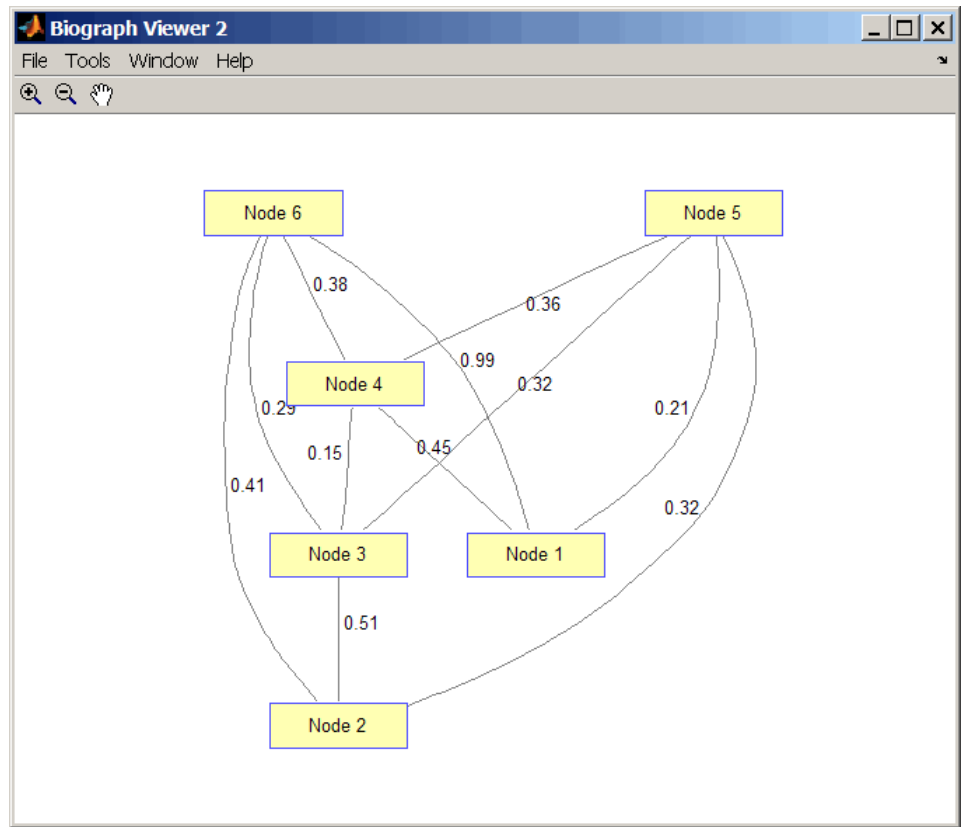 Biograph Viewer 2
File Tools Window Help
Node 6 Node 5
0.38
0.36
0.99
Node 4 0.32
0.29 0.21
0.15 0.45
0.41
0.32
Node 3 Node 1
0.51
Node 2